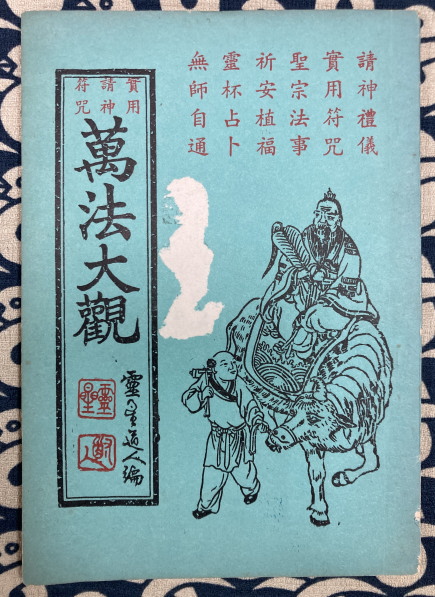 請神禮儀
實用符咒
聖宗法事
祈安植福
靈杯占卜
無師自通
實用
請神
符咒
萬法大觀
靈星道人編
靈星